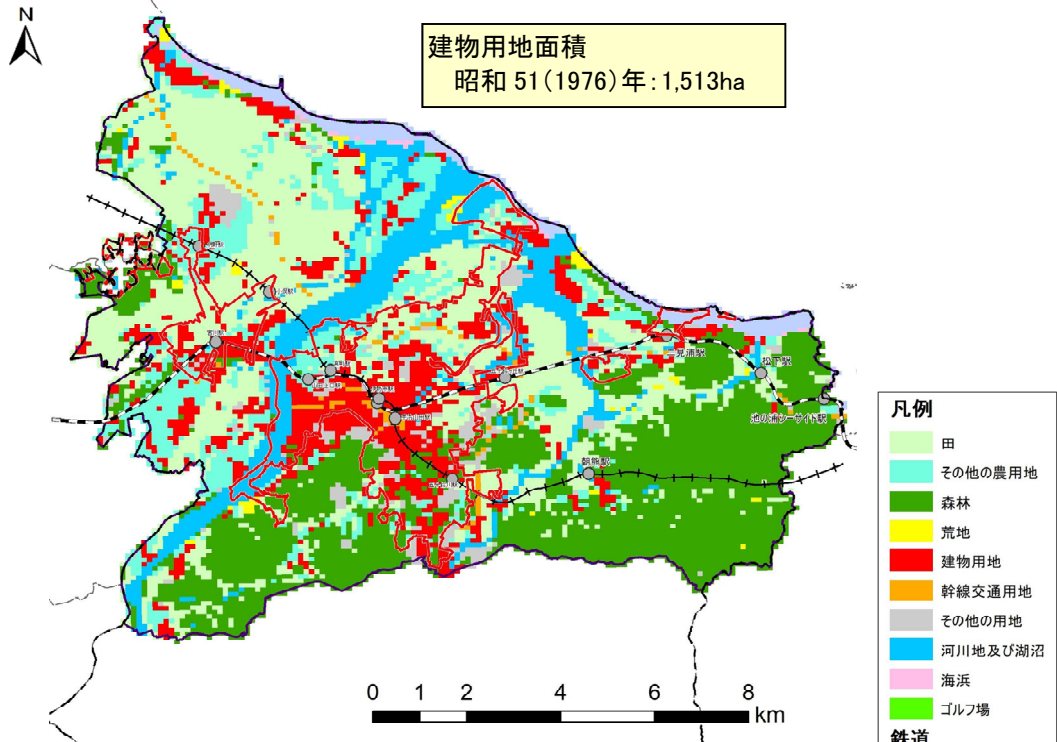 N
建物用地面積
昭和 51(1976)年:1,513ha
宮川駅
二見浦駅
松下駅
池の浦シーサイド駅
朝熊駅
0 1 2 4 6 8
km
凡例
田
その他の農用地
森林
荒地
建物用地
幹線交通用地
その他の用地
河川地及び湖沼
海浜
ゴルフ場
鉄道